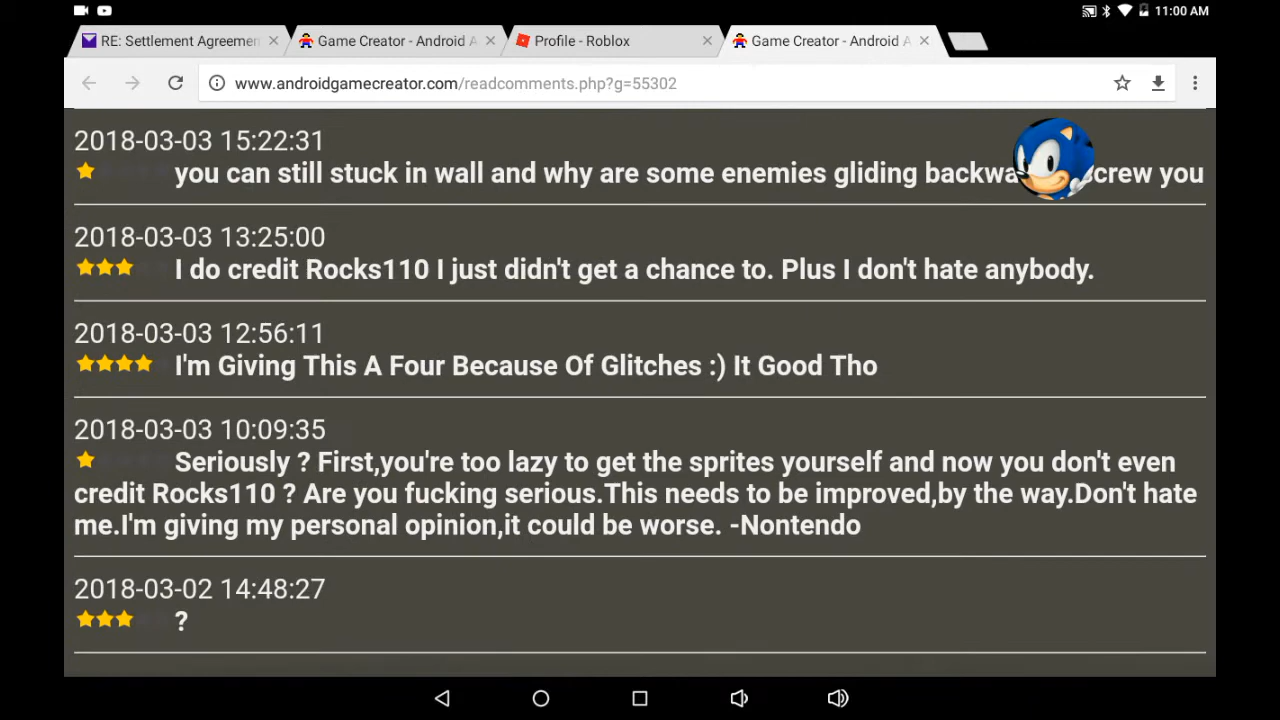 11:00 AM
RE: Settlement Agreemen
Game Creator - Android A
Profile - Roblox
Game Creator - Android A
www.androidgamecreator.com/readcomments.php?g=55302
2018-03-03 15:22:31
you can still stuck in wall and why are some enemies gliding backwa crew you
2018-03-03 13:25:00
I do credit Rocks110 I just didn't get a chance to. Plus I don't hate anybody.
2018-03-03 12:56:11
I'm Giving This A Four Because Of Glitches :) It Good Tho
2018-03-03 10:09:35
Seriously ? First,you're too lazy to get the sprites yourself and now you don't even
credit Rocks110 ? Are you fucking serious.This needs to be improved,by the way.Don't hate
me.I'm giving my personal opinion,it could be worse. -Nontendo
2018-03-02 14:48:27
?